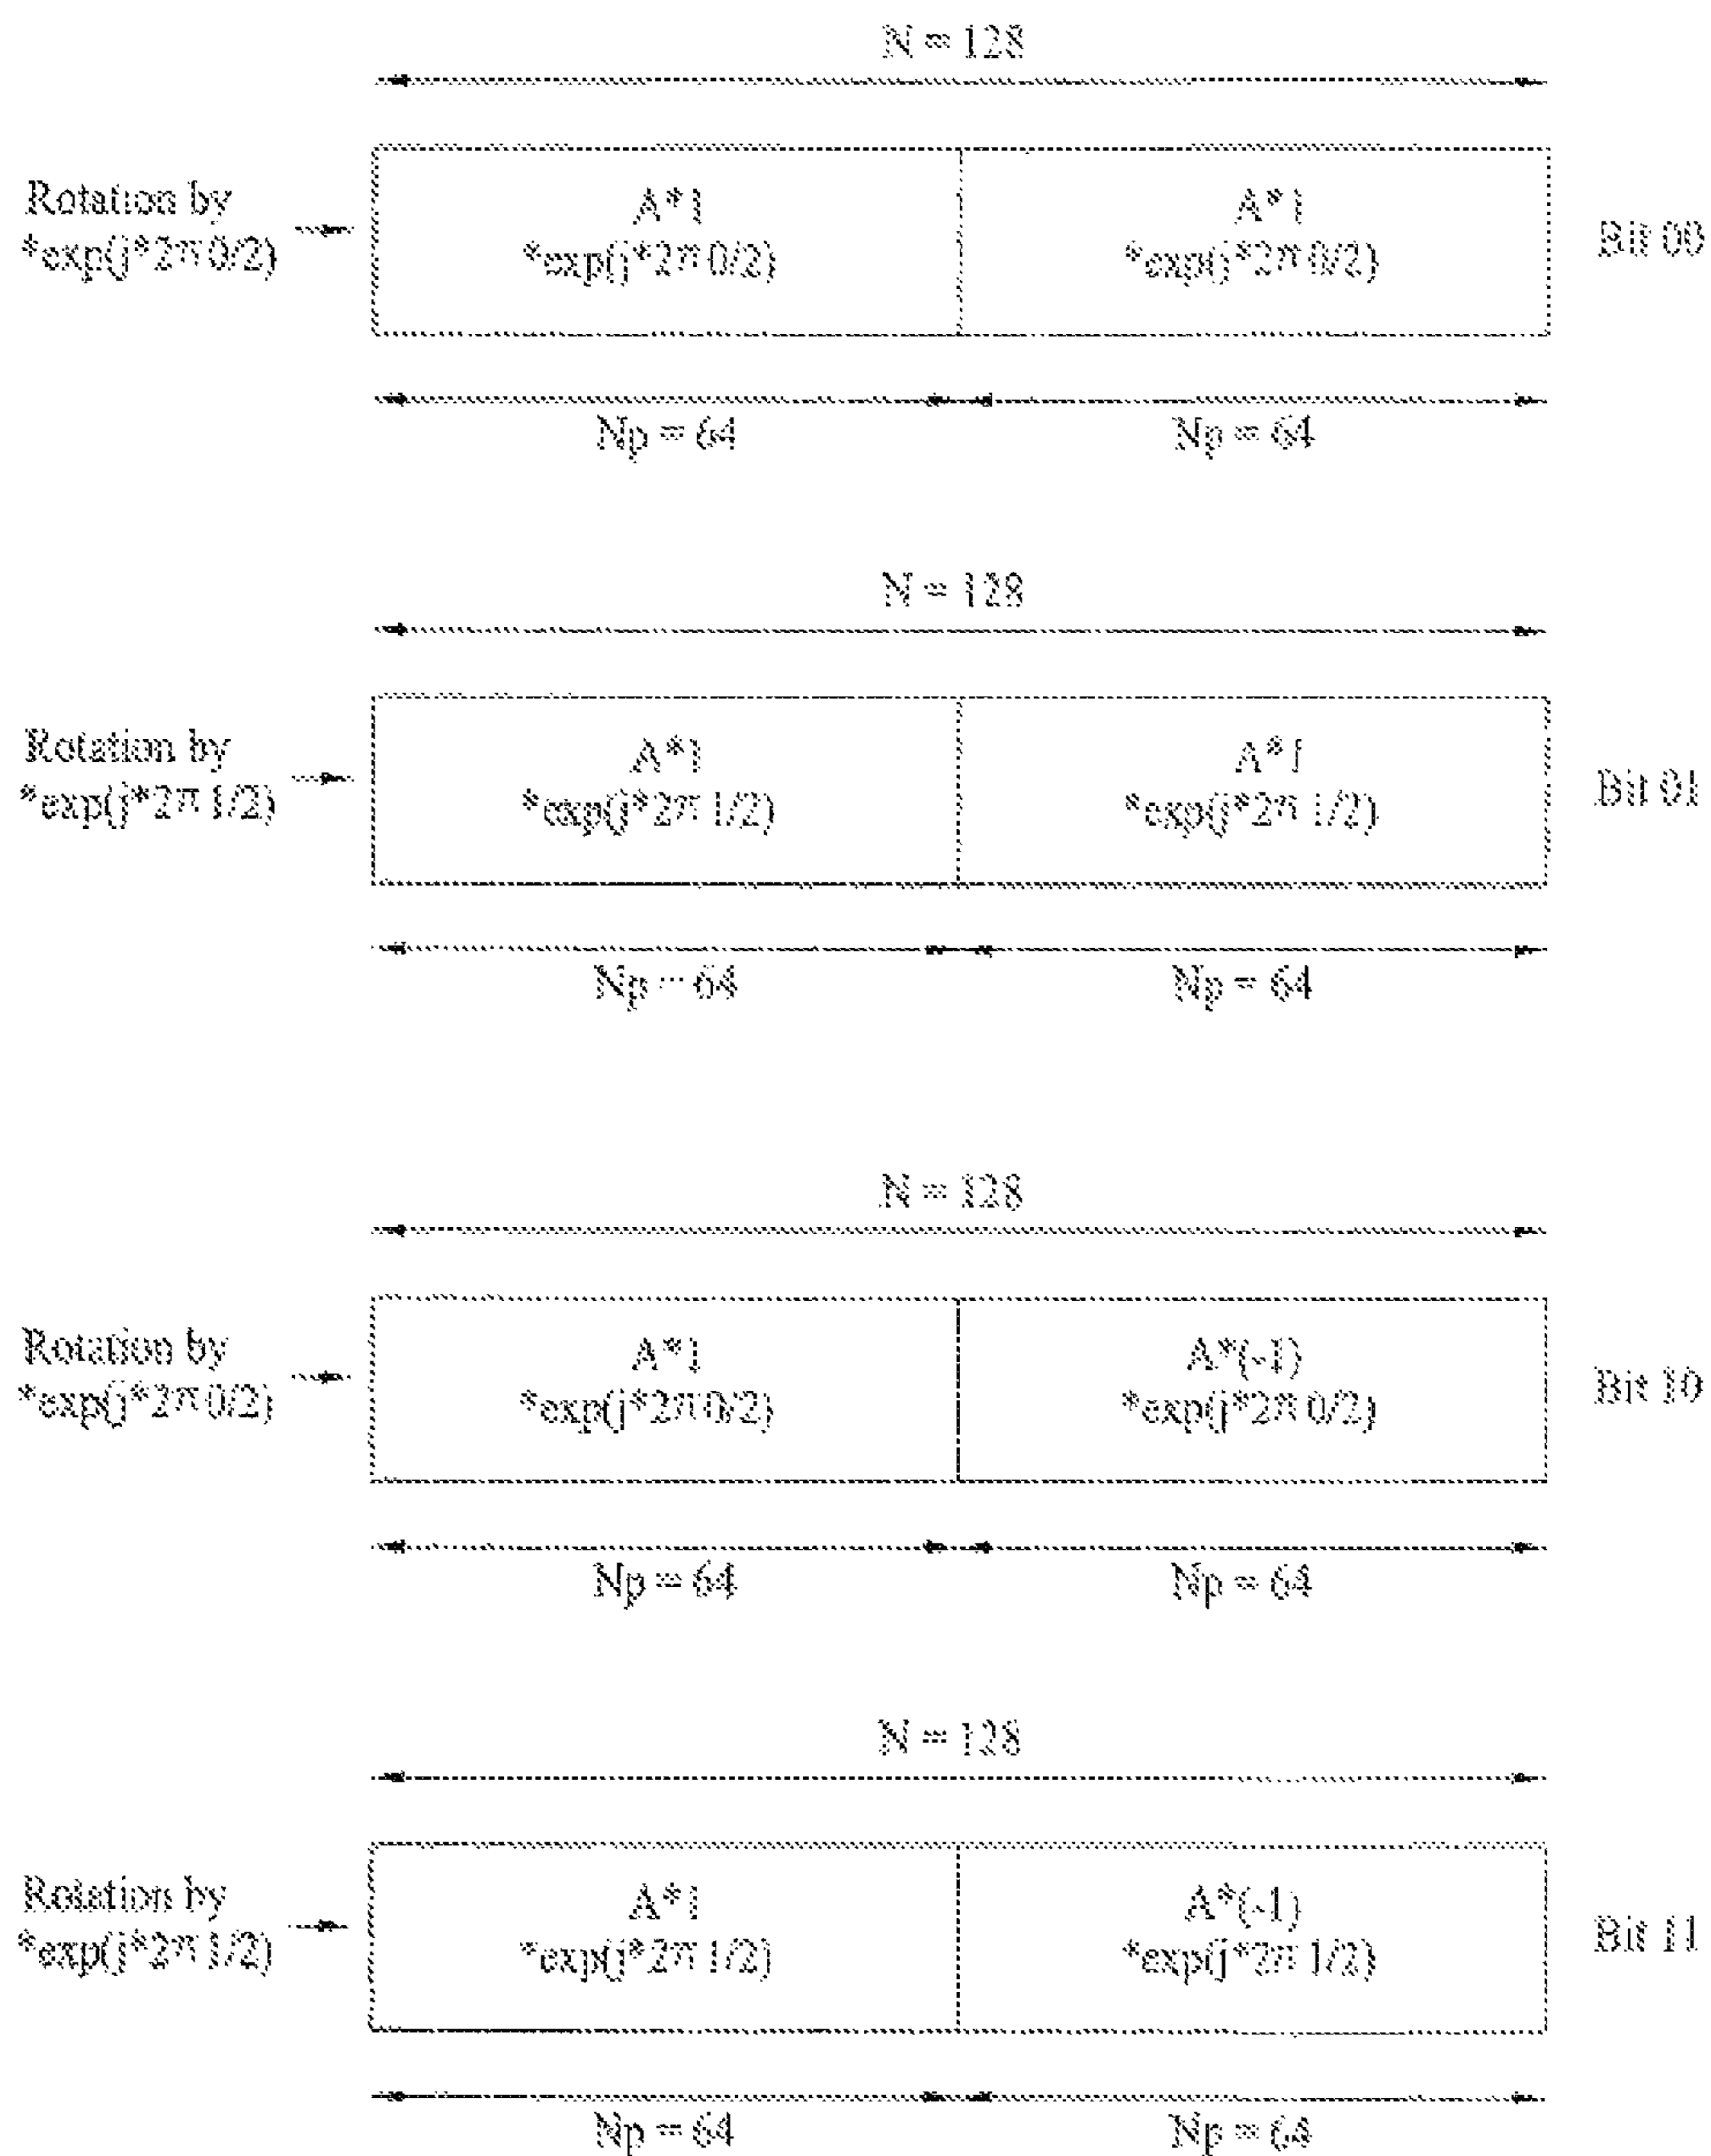 N = 128
Rotation by
*exp(j*2π 0/2)
A*1
*exp(j*2π 0/2)
A*1
*exp(j*2π 0/2)
Bit 00
Np = 64
Np = 64
N = 128
Rotation by
*exp(j*2π 1/2)
A*1
*exp(j*2π 1/2)
A*1
*exp(j*2π 1/2)
Bit 01
Np = 64
Np = 64
N = 128
Rotation by
*exp(j*2π 0/2)
A*1
*exp(j*2π 0/2)
A*(-1)
*exp(j*2π 0/2)
Bit 10
Np = 64
Np = 64
N = 128
Rotation by
*exp(j*2π 1/2)
A*1
*exp(j*2π 1/2)
A*(-1)
*exp(j*2π 1/2)
Bit 11
Np = 64
Np = 64